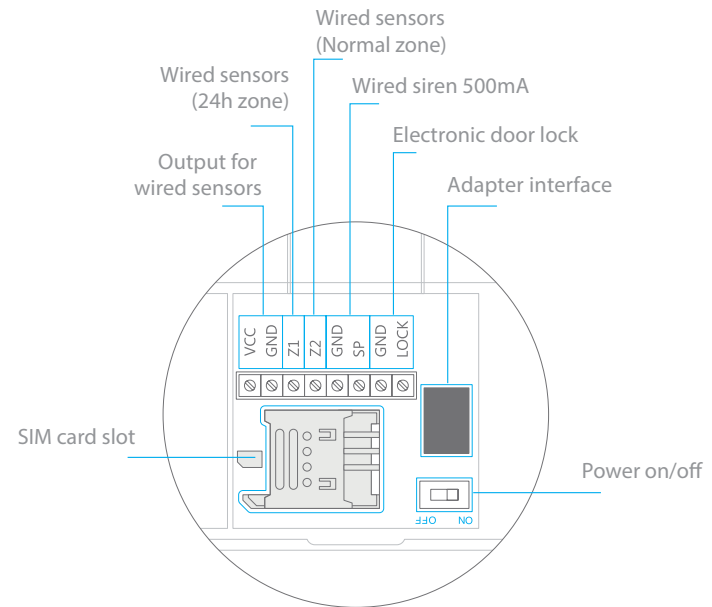 Wired sensors
(Normal zone)
Wired sensors
(24h zone)
Wired siren 500mA
Electronic door lock
Output for
wired sensors
Adapter interface
VCC
GND
Z1
Z2
GND
SP
GND
LOCK
SIM card slot
Power on/off
OFF
ON